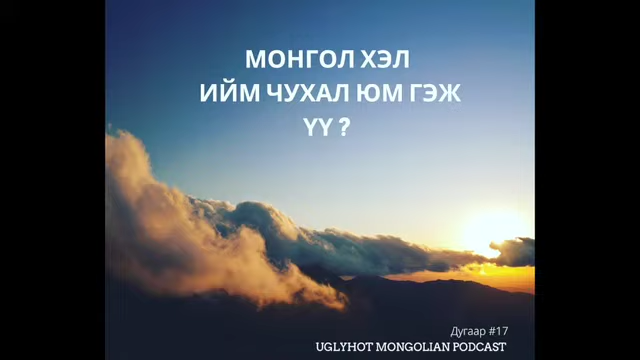 МОНГОЛ ХЭЛ
ИЙМ ЧУХАЛ ЮМ ГЭЖ
ҮҮ ?
Дугаар #17
UGLYHOT MONGOLIAN PODCAST